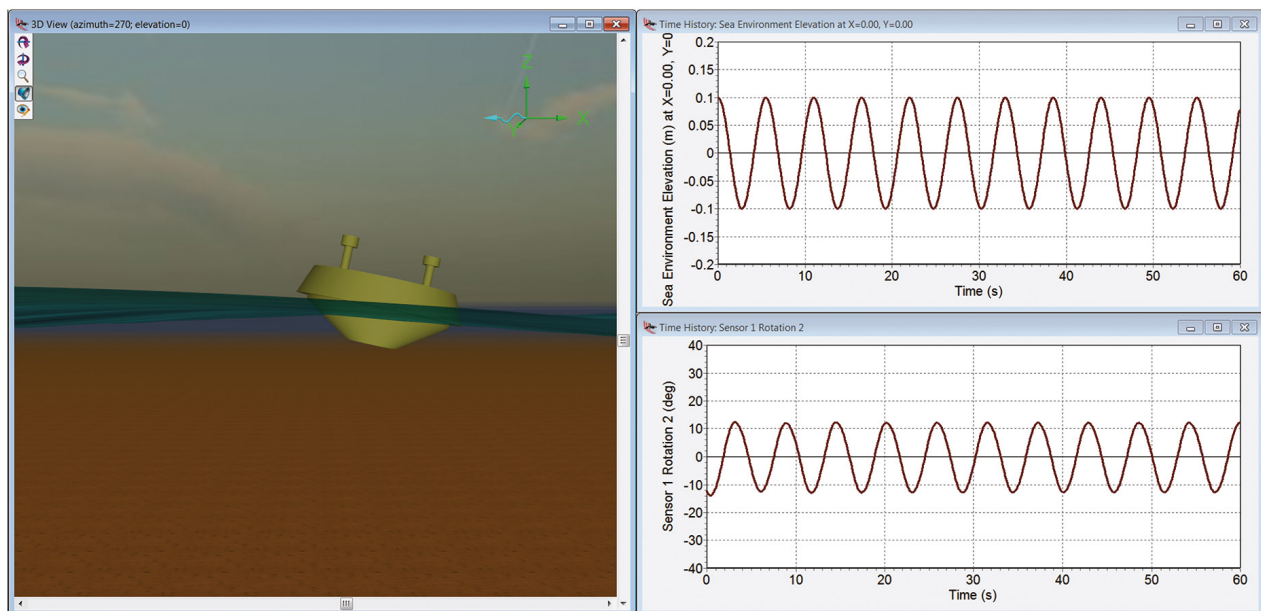 3D View (azimuth=270; elevation=0)
Z
X
Y
Time History: Sea Environment Elevation at X=0.00, Y=0.00
Sea Environment Elevation (m) at X=0.00, Y=0
0.2
0.15
0.1
0.05
0
-0.05
-0.1
-0.15
-0.2
0 10 20 30 40 50 60
Time (s)
Time History: Sensor 1 Rotation 2
Sensor 1 Rotation 2 (deg)
40
30
20
10
0
-10
-20
-30
-40
0 10 20 30 40 50 60
Time (s)